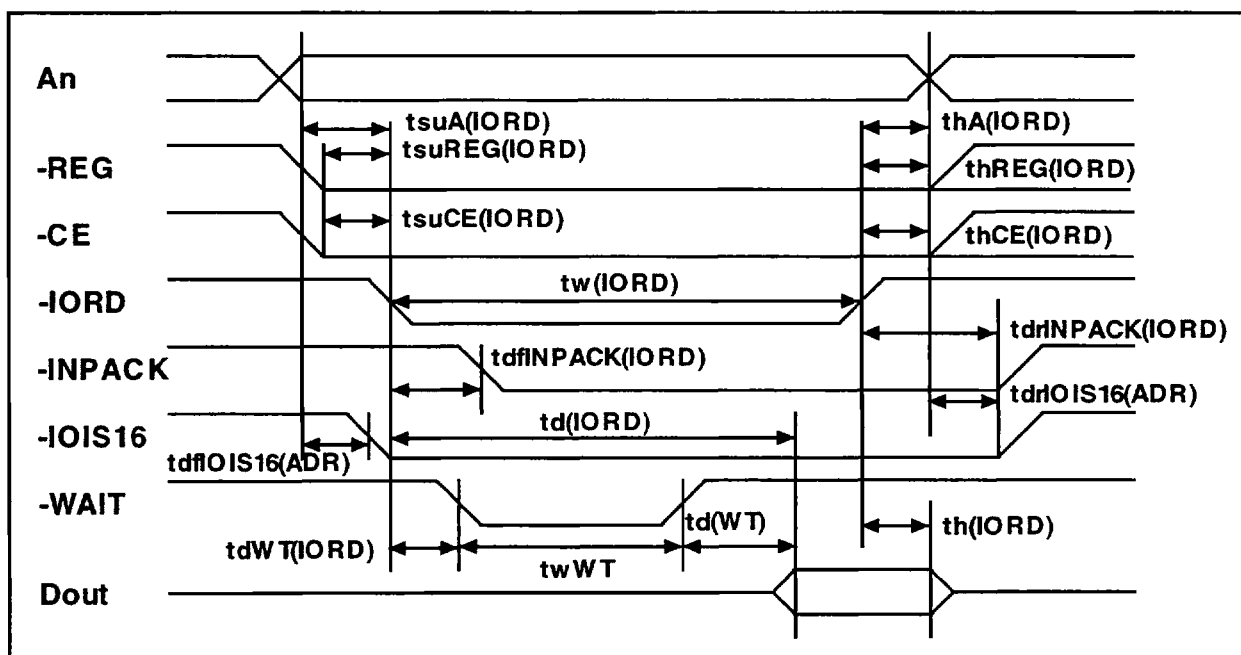 An
tsuA(IORD)
thA(IORD)
tsuREG(IORD)
-REG
thREG(IORD)
tsuCE(IORD)
-CE
thCE(IORD)
tw(IORD)
-IORD
tdrINPACK(IORD)
tdfINPACK(IORD)
-INPACK
tdrIOIS16(ADR)
td(IORD)
-IOIS16
tdfIOIS16(ADR)
-WAIT
td(WT)
th(IORD)
tdWT(IORD)
twWT
Dout